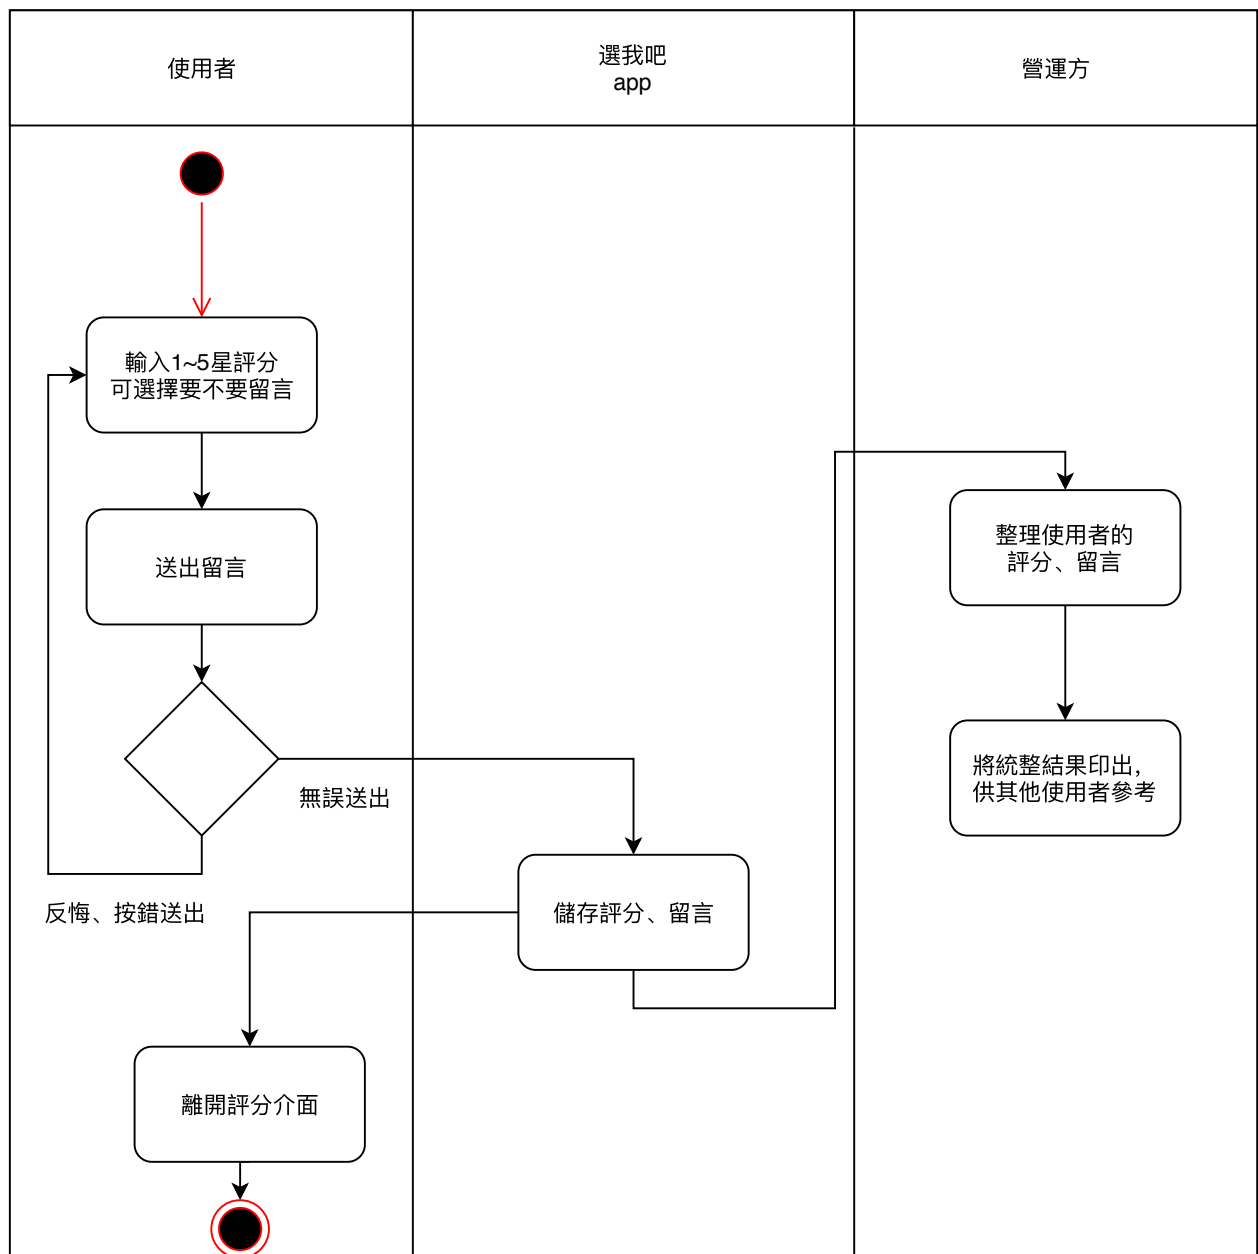 使用者
選我吧
app
營運方
輸入1~5星評分
可選擇要不要留言
送出留言
整理使用者的
評分、留言
將統整結果印出，
供其他使用者參考
無誤送出
反悔、按錯送出
儲存評分、留言
離開評分介面